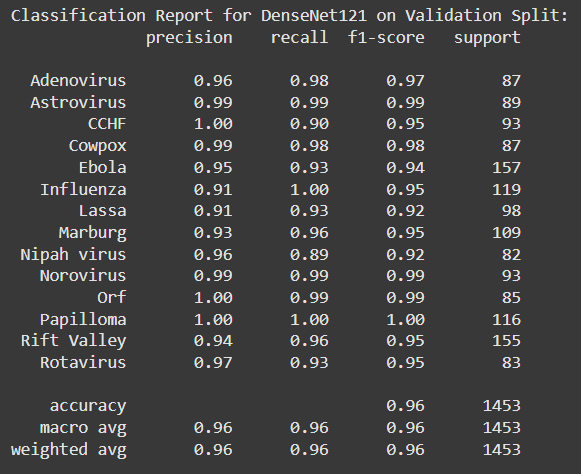 Classification Report for DenseNet121 on Validation Split:
precision recall f1-score support
Adenovirus 0.96 0.98 0.97 87
Astrovirus 0.99 0.99 0.99 89
CCHF 1.00 0.90 0.95 93
Cowpox 0.99 0.98 0.98 87
Ebola 0.95 0.93 0.94 157
Influenza 0.91 1.00 0.95 119
Lassa 0.91 0.93 0.92 98
Marburg 0.93 0.96 0.95 109
Nipah virus 0.96 0.89 0.92 82
Norovirus 0.99 0.99 0.99 93
Orf 1.00 0.99 0.99 85
Papilloma 1.00 1.00 1.00 116
Rift Valley 0.94 0.96 0.95 155
Rotavirus 0.97 0.93 0.95 83
accuracy 0.96 1453
macro avg 0.96 0.96 0.96 1453
weighted avg 0.96 0.96 0.96 1453